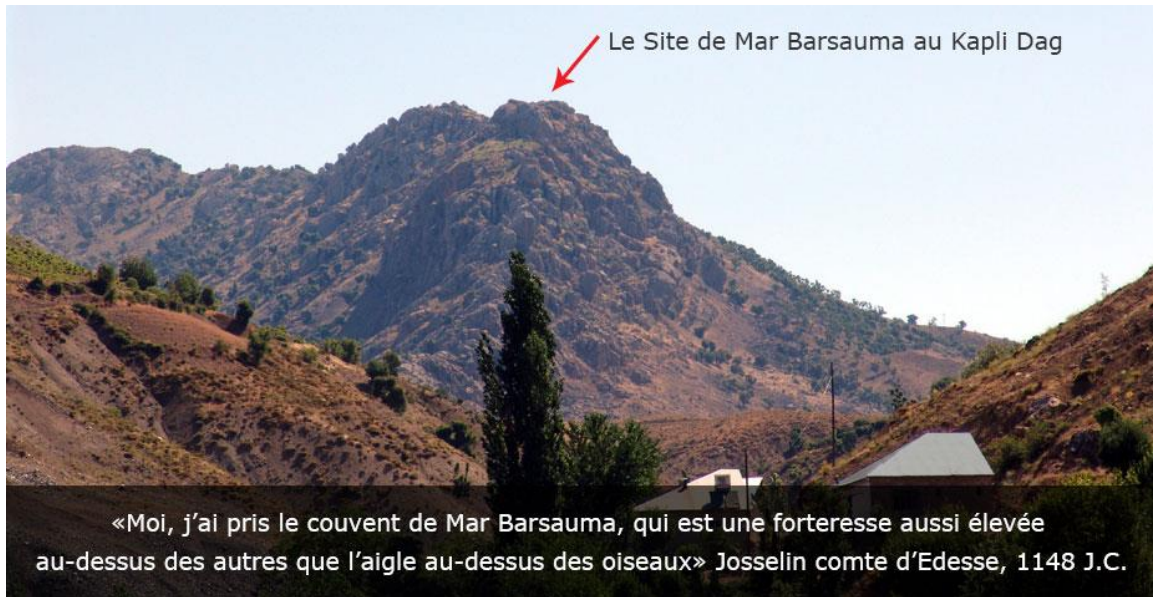 Le Site de Mar Barsauma au Kapli Dag
«Moi, j’ai pris le couvent de Mar Barsauma, qui est une forteresse aussi élevée
au-dessus des autres que l’aigle au-dessus des oiseaux» Josselin comte d’Edesse, 1148 J.C.